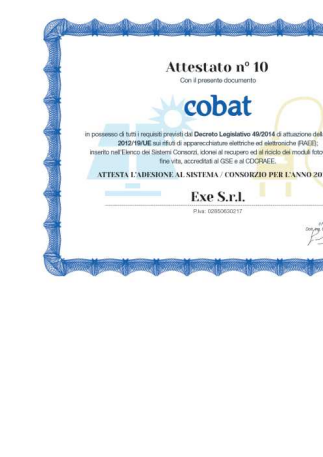 Attestato n° 10
Con il presente documento
cobat
in possesso di tutti i requisiti previsti dal Decreto Legislativo 49/2014 di attuazione
2012/19/UE sui rifiuti di apparecchiature elettriche ed elettroniche (RAEE);
inserito nell'Elenco dei Sistemi Consorzi, idonei al recupero ed al riciclo dei moduli
fine vita, accreditati al GSE e al CDCRAEE,
ATTESTA L'ADESIONE AL SISTEMA / CONSORZIO PER L'ANNO
Exe S.r.l.
P.Iva: 02850630217